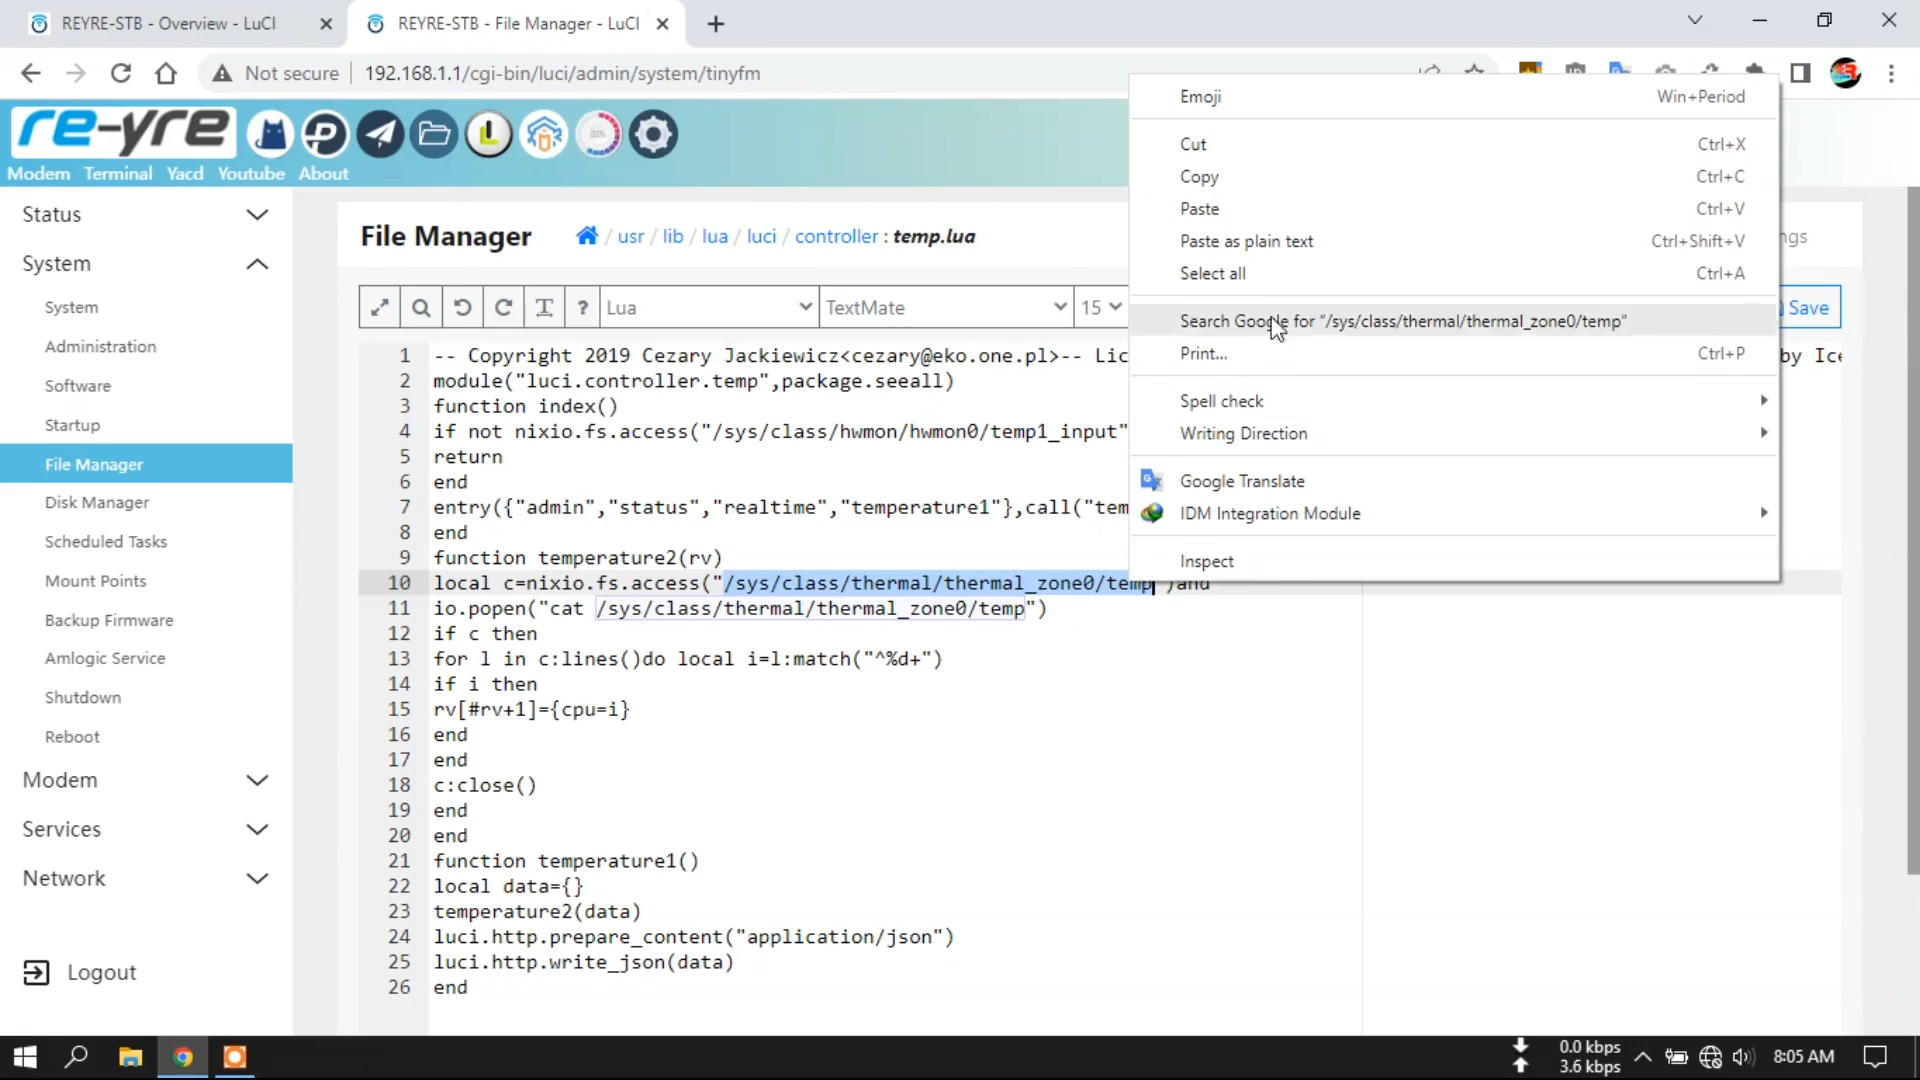 REYRE-STB - Overview - LuCI
REYRE-STB - File Manager - LuCI
Not secure
192.168.1.1/cgi-bin/luci/admin/system/tinyfm
re-yre
Modem Terminal Yacd Youtube About
Status
System
System
Administration
Software
Startup
File Manager
Disk Manager
Scheduled Tasks
Mount Points
Backup Firmware
Amlogic Service
Shutdown
Reboot
Modem
Services
Network
Logout
File Manager
/ usr / lib / lua / luci / controller : temp.lua
Lua
TextMate
15
Save
1 -- Copyright 2019 Cezary Jackiewicz<cezary@eko.one.pl>-- Lic by Ice
2 module("luci.controller.temp",package.seeall)
3 function index()
4 if not nixio.fs.access("/sys/class/hwmon/hwmon0/temp1_input"
5 return
6 end
7 entry({"admin","status","realtime","temperature1"},call("tem
8 end
9 function temperature2(rv)
10 local c=nixio.fs.access("/sys/class/thermal/thermal_zone0/temp")and
11 io.popen("cat /sys/class/thermal/thermal_zone0/temp")
12 if c then
13 for l in c:lines()do local i=l:match("^%d+")
14 if i then
15 rv[#rv+1]={cpu=i}
16 end
17 end
18 c:close()
19 end
20 end
21 function temperature1()
22 local data={}
23 temperature2(data)
24 luci.http.prepare_content("application/json")
25 luci.http.write_json(data)
26 end
Emoji Win+Period
Cut Ctrl+X
Copy Ctrl+C
Paste Ctrl+V
Paste as plain text Ctrl+Shift+V
Select all Ctrl+A
Search Google for "/sys/class/thermal/thermal_zone0/temp"
Print... Ctrl+P
Spell check
Writing Direction
Google Translate
IDM Integration Module
Inspect
0.0 kbps
3.6 kbps
8:05 AM